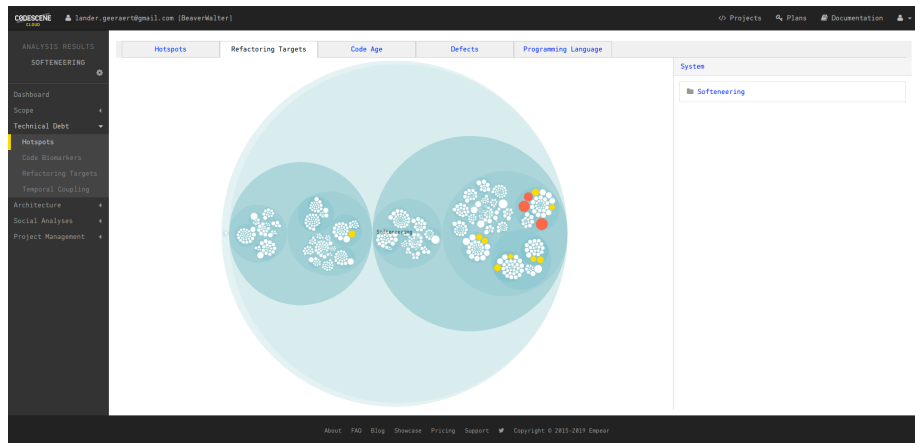 CODESCENE
CLOUD
lander.geeraert@gmail.com [BeaverWalter]
</> Projects
Plans
Documentation
ANALYSIS RESULTS
SOFTENEERING
Dashboard
Scope
Technical Debt
Hotspots
Code Biomarkers
Refactoring Targets
Temporal Coupling
Architecture
Social Analyses
Project Management
Hotspots
Refactoring Targets
Code Age
Defects
Programming Language
Softeneering
System
Softeneering
About FAQ Blog Showcase Pricing Support Copyright © 2015-2019 Empear